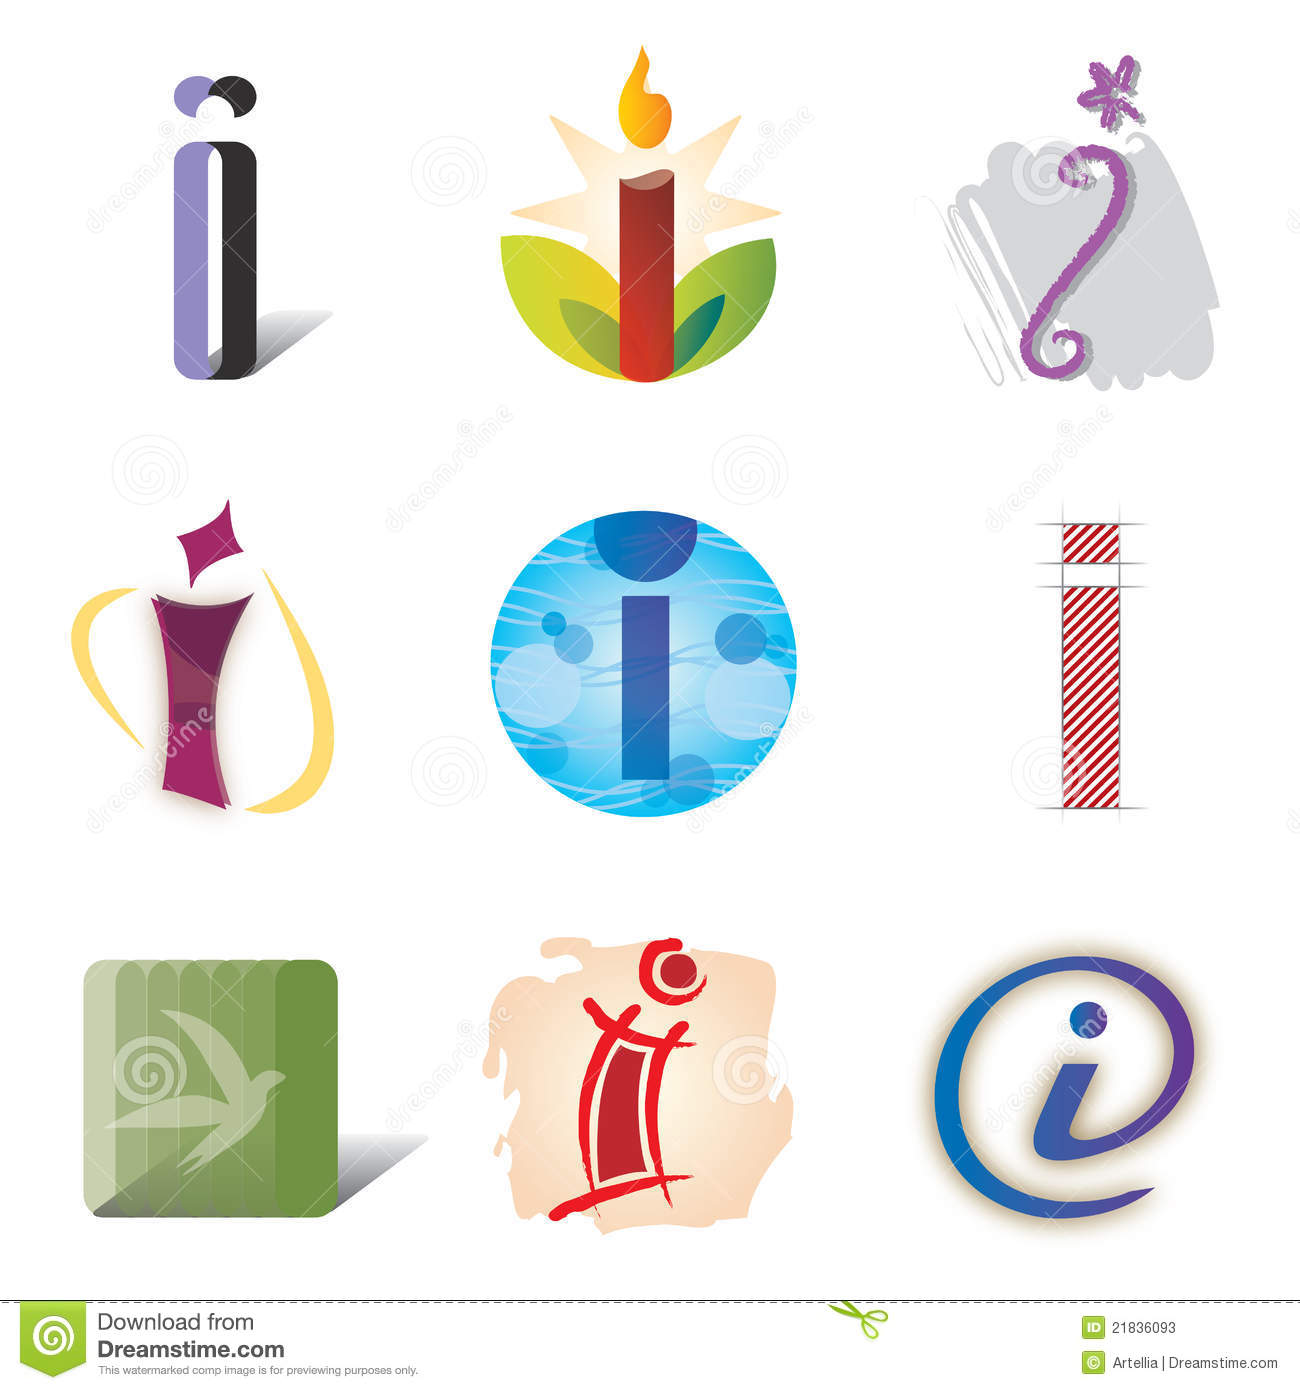 i
i
i
i
i
i
i
i
Download from
Dreamstime.com
This watermarked comp image is for previewing purposes only.
ID 21836093
© Artellia | Dreamstime.com